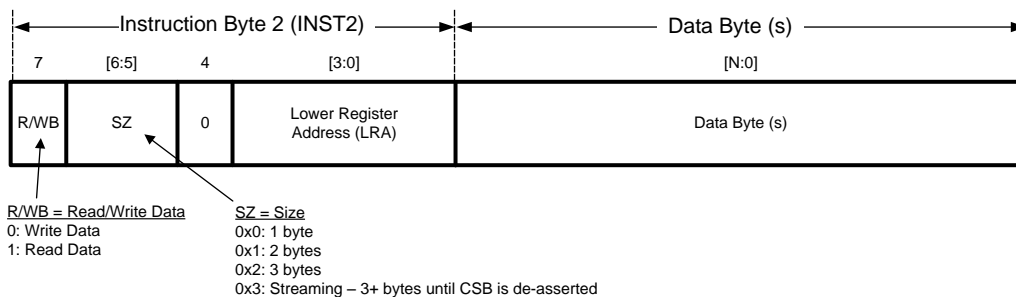 Instruction Byte 2 (INST2) Data Byte (s)
7 [6:5] 4 [3:0] [N:0]
R/WB SZ 0 Lower Register Address (LRA) Data Byte (s)
R/WB = Read/Write Data
0: Write Data
1: Read Data
SZ = Size
0x0: 1 byte
0x1: 2 bytes
0x2: 3 bytes
0x3: Streaming – 3+ bytes until CSB is de-asserted